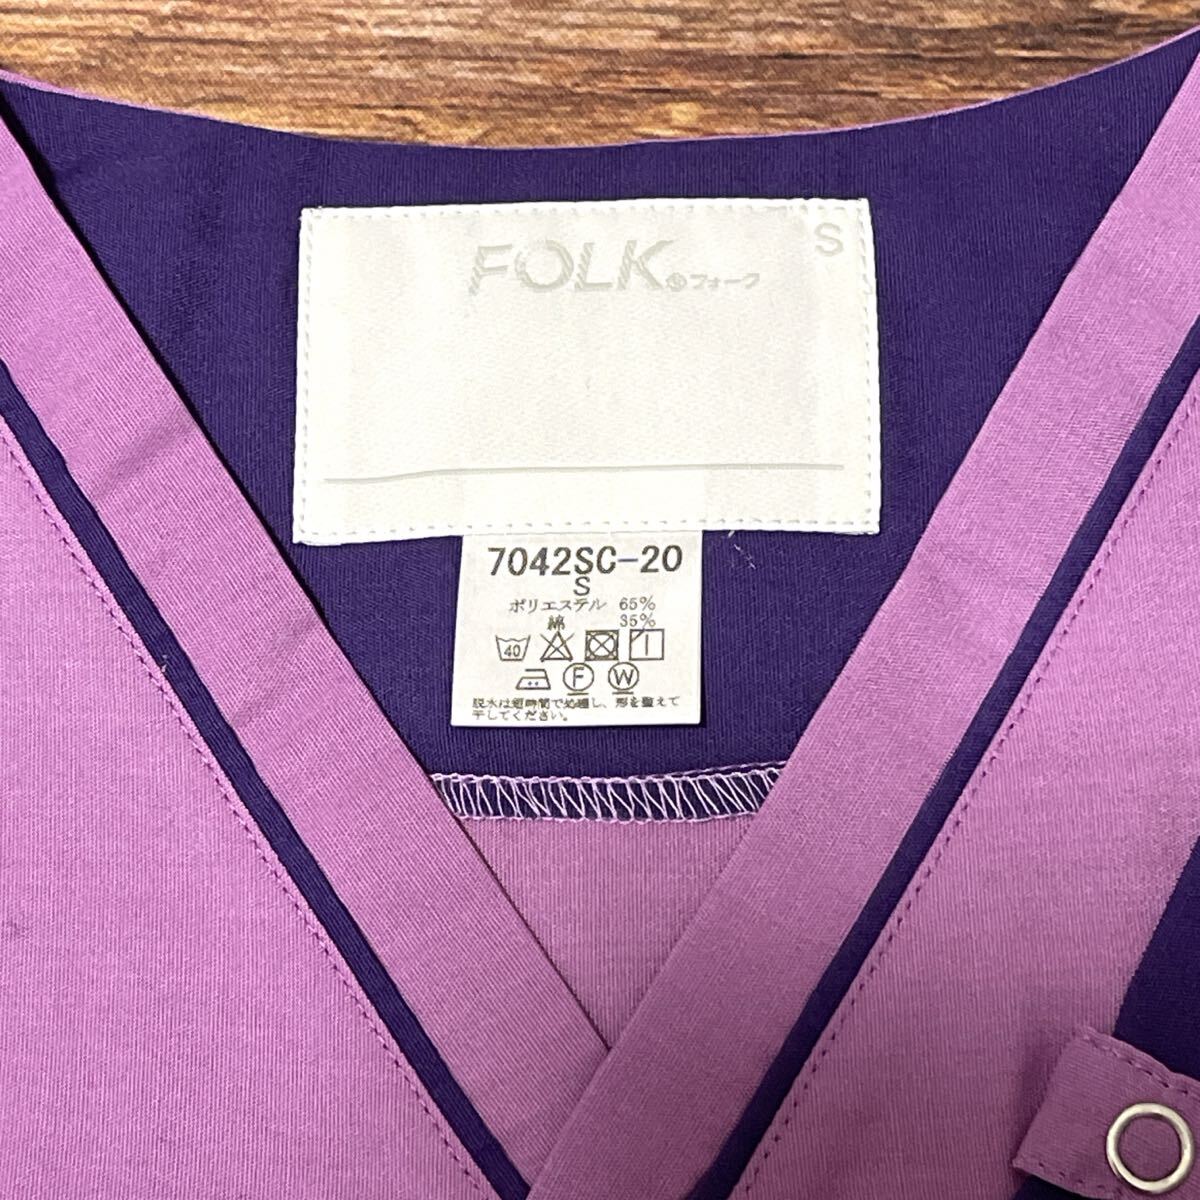 FOLK フォーク
S
7042SC-20
S
ポリエステル 65%
綿 35%
40
F W
脱水は短時間で処理し、形を整えて
干してください。